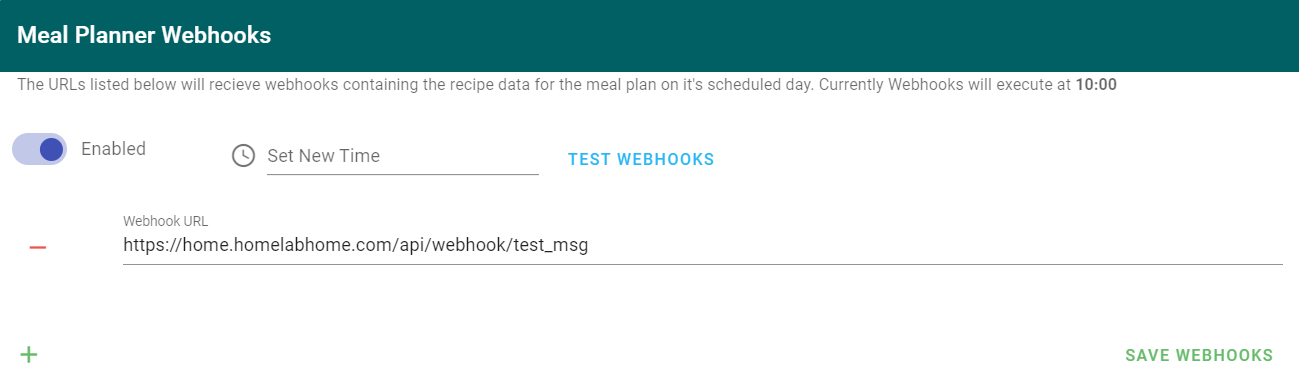 Meal Planner Webhooks
The URLs listed below will recieve webhooks containing the recipe data for the meal plan on it's scheduled day. Currently Webhooks will execute at 10:00
Enabled
Set New Time
TEST WEBHOOKS
Webhook URL
https://home.homelabhome.com/api/webhook/test_msg
SAVE WEBHOOKS